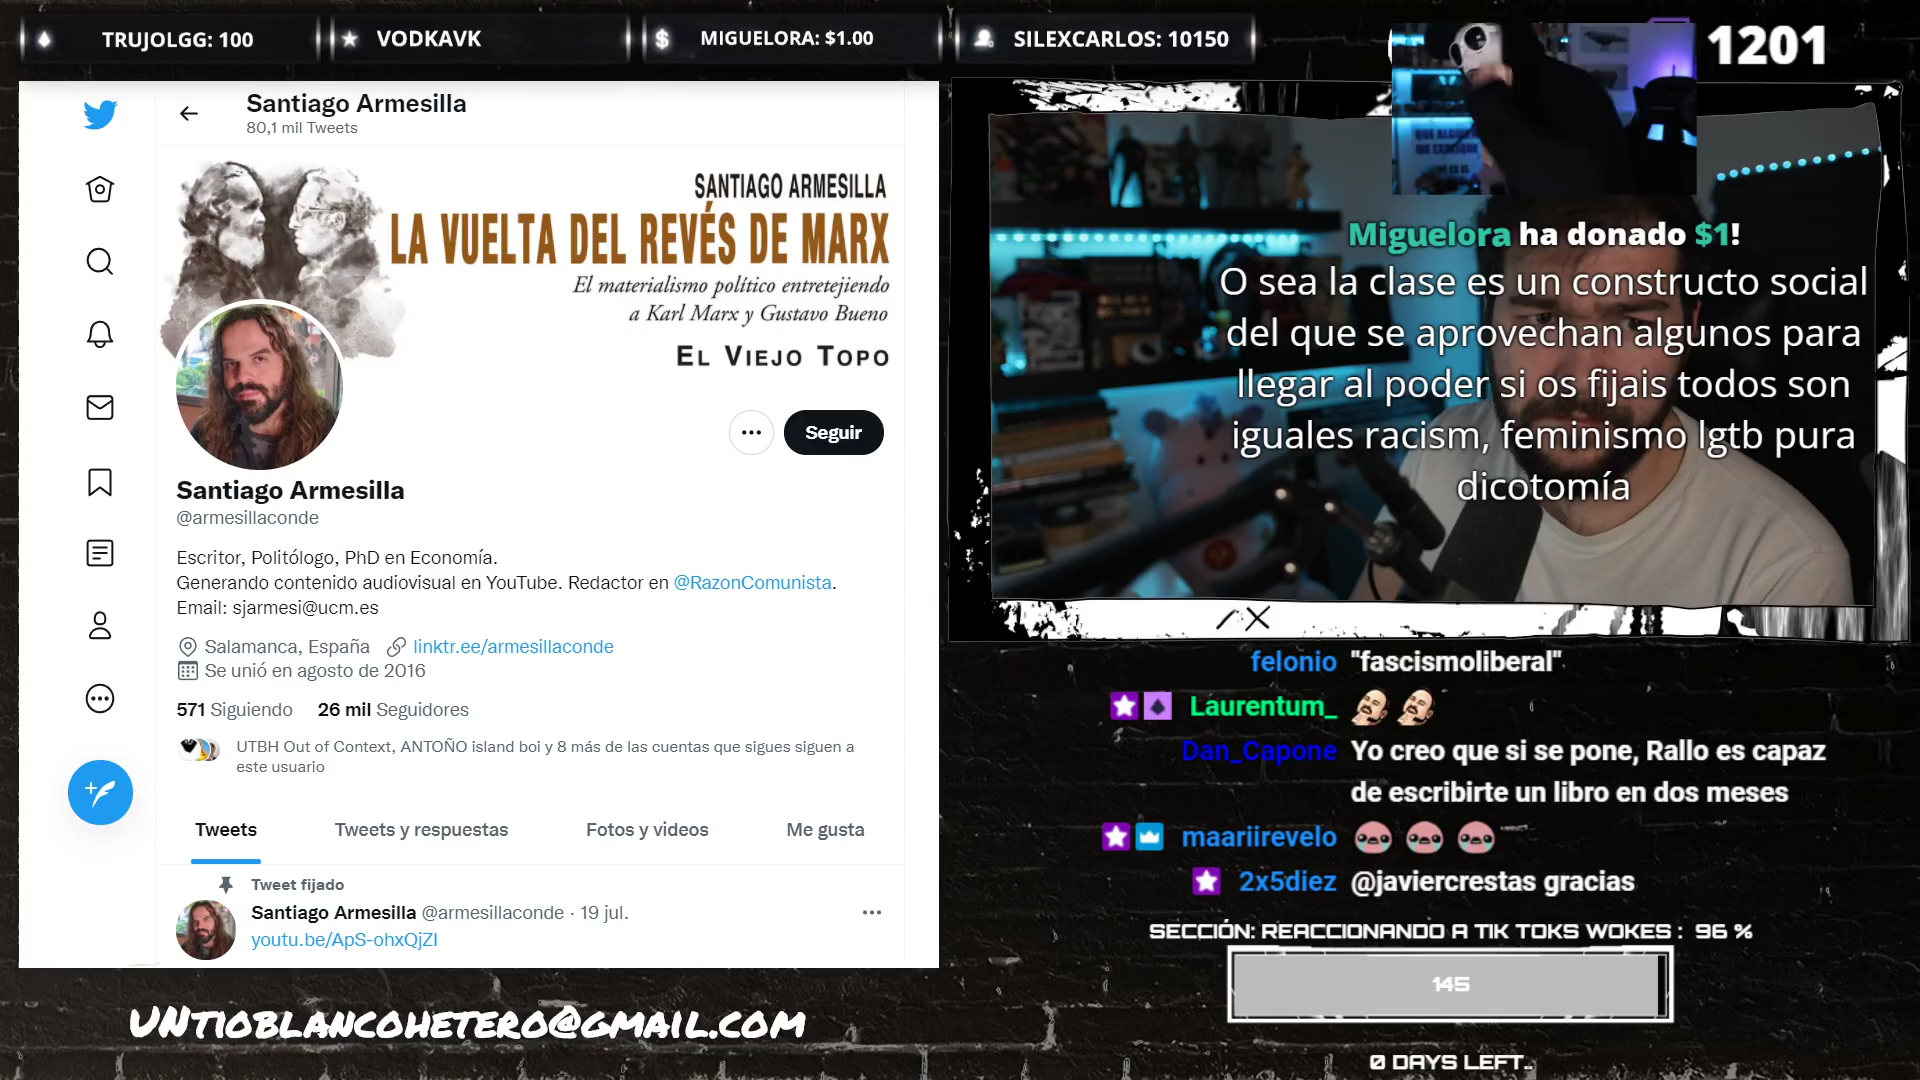 TRUJOLGG: 100
VODKAVK
MIGUELORA: $1.00
SILEXCARLOS: 10150
1201
Santiago Armesilla
80,1 mil Tweets
SANTIAGO ARMESILLA
LA VUELTA DEL REVÉS DE MARX
El materialismo político entretejiendo
a Karl Marx y Gustavo Bueno
EL VIEJO TOPO
Seguir
Santiago Armesilla
@armesillaconde
Escritor, Politólogo, PhD en Economía.
Generando contenido audiovisual en YouTube. Redactor en @RazonComunista.
Email: sjarmesi@ucm.es
Salamanca, España linktr.ee/armesillaconde
Se unió en agosto de 2016
571 Siguiendo 26 mil Seguidores
UTBH Out of Context, ANTOÑO island boi y 8 más de las cuentas que sigues siguen a
este usuario
Tweets Tweets y respuestas Fotos y videos Me gusta
Tweet fijado
Santiago Armesilla @armesillaconde · 19 jul.
youtu.be/ApS-ohxQjZI
UNTIOBLANCOHETERO@GMAIL.COM
QUE ALGUIEN
ME EXPLIQUE
Miguelora ha donado $1!
O sea la clase es un constructo social
del que se aprovechan algunos para
llegar al poder si os fijais todos son
iguales racism, feminismo lgtb pura
dicotomía
felonio "fascismoliberal"
Laurentum_
Dan_Capone Yo creo que si se pone, Rallo es capaz
de escribirte un libro en dos meses
maariirevelo
2x5diez @javiercrestas gracias
SECCIÓN: REACCIONANDO A TIK TOKS WOKES : 96 %
145
0 DAYS LEFT..